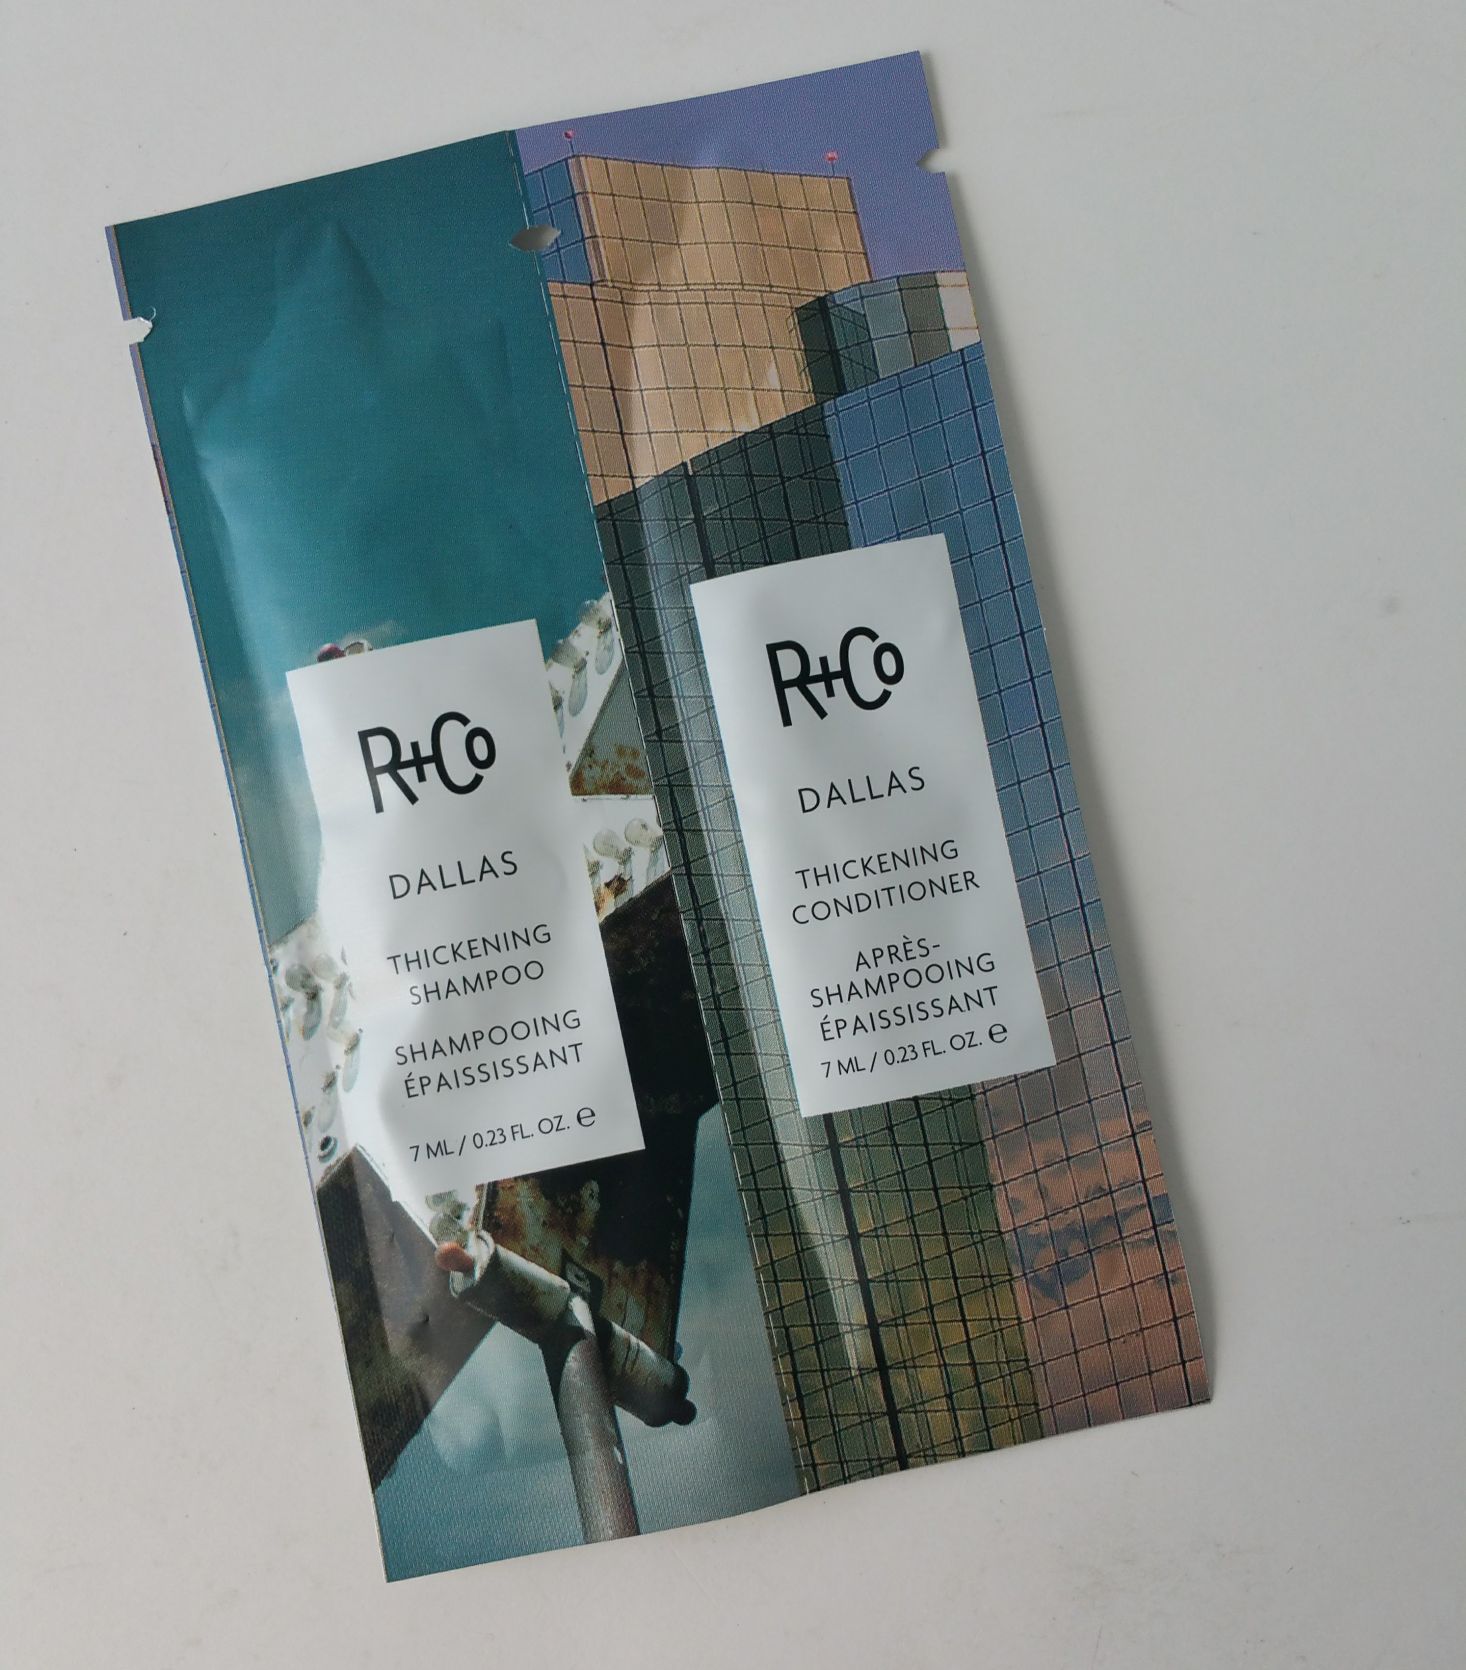 R+Co
DALLAS
THICKENING
SHAMPOO
SHAMPOOING
ÉPAISSISSANT
7 ML / 0.23 FL. OZ. ℮
R+Co
DALLAS
THICKENING
CONDITIONER
APRÈS-
SHAMPOOING
ÉPAISSISSANT
7 ML / 0.23 FL. OZ. ℮